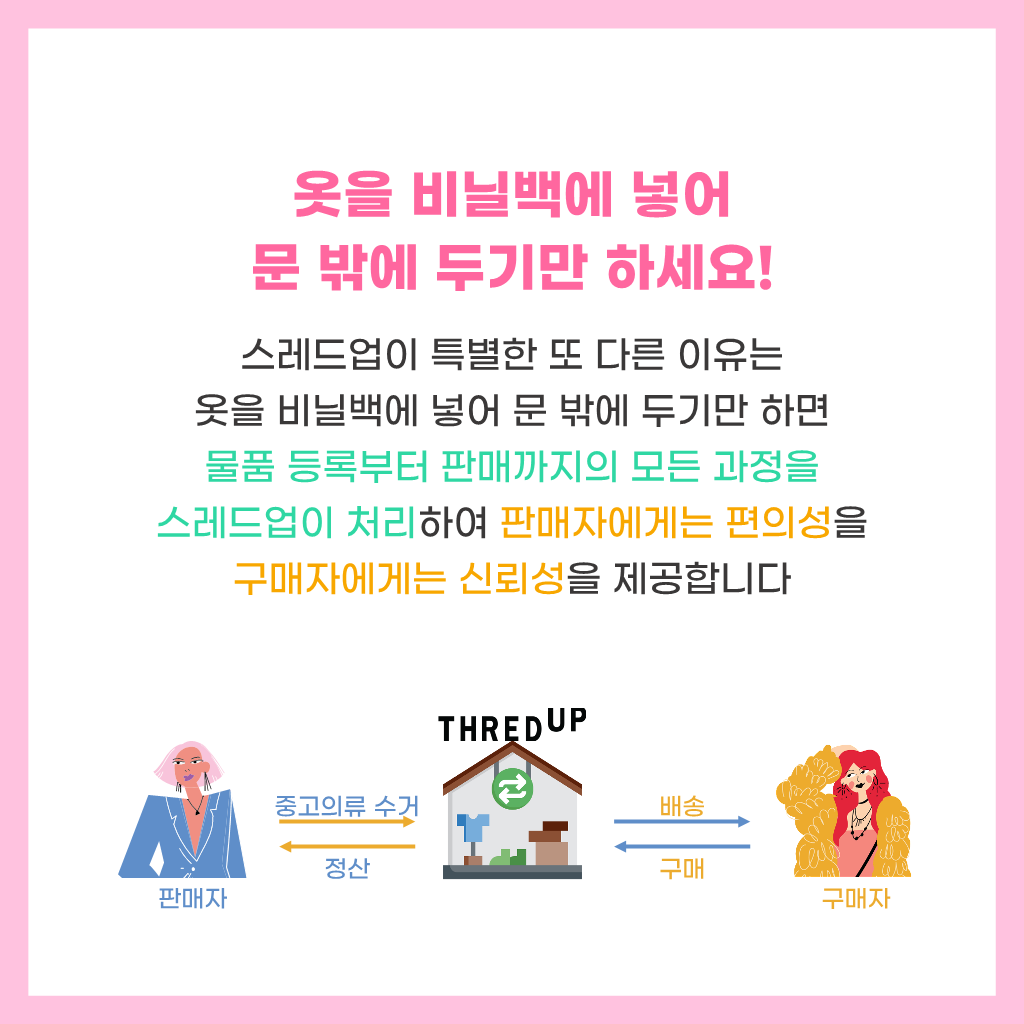 옷을 비닐백에 넣어
문 밖에 두기만 하세요!
스레드업이 특별한 또 다른 이유는
옷을 비닐백에 넣어 문 밖에 두기만 하면
물품 등록부터 판매까지의 모든 과정을
스레드업이 처리하여 판매자에게는 편의성을
구매자에게는 신뢰성을 제공합니다
THREDUP
중고의류 수거
배송
정산
구매
판매자
구매자